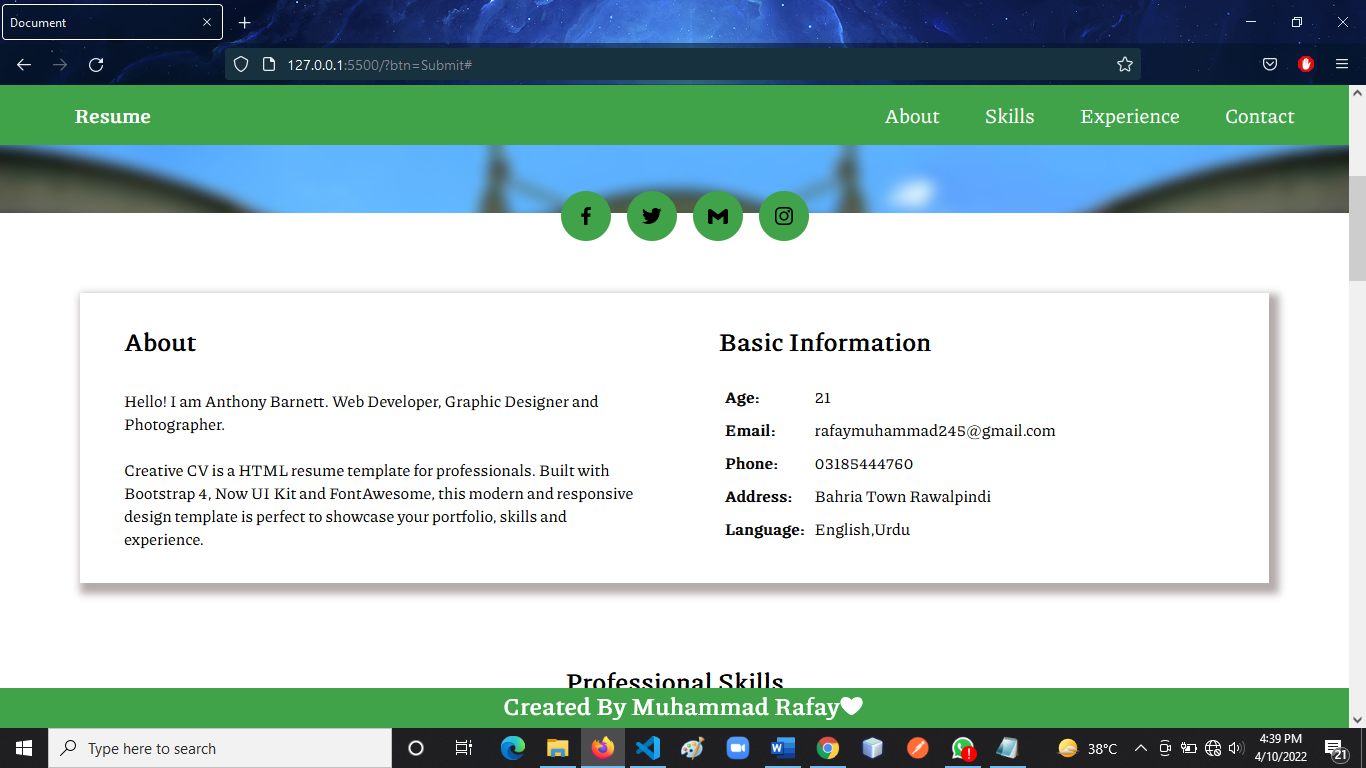 Document
127.0.0.1:5500/?btn=Submit#
Resume
About
Skills
Experience
Contact
About
Hello! I am Anthony Barnett. Web Developer, Graphic Designer and
Photographer.
Creative CV is a HTML resume template for professionals. Built with
Bootstrap 4, Now UI Kit and FontAwesome, this modern and responsive
design template is perfect to showcase your portfolio, skills and
experience.
Basic Information
Age: 21
Email: rafaymuhammad245@gmail.com
Phone: 03185444760
Address: Bahria Town Rawalpindi
Language: English,Urdu
Professional Skills
Created By Muhammad Rafay
Type here to search
38°C
4:39 PM
4/10/2022
21